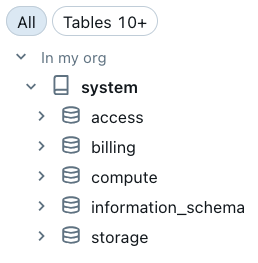 All
Tables 10+
In my org
system
access
billing
compute
information_schema
storage